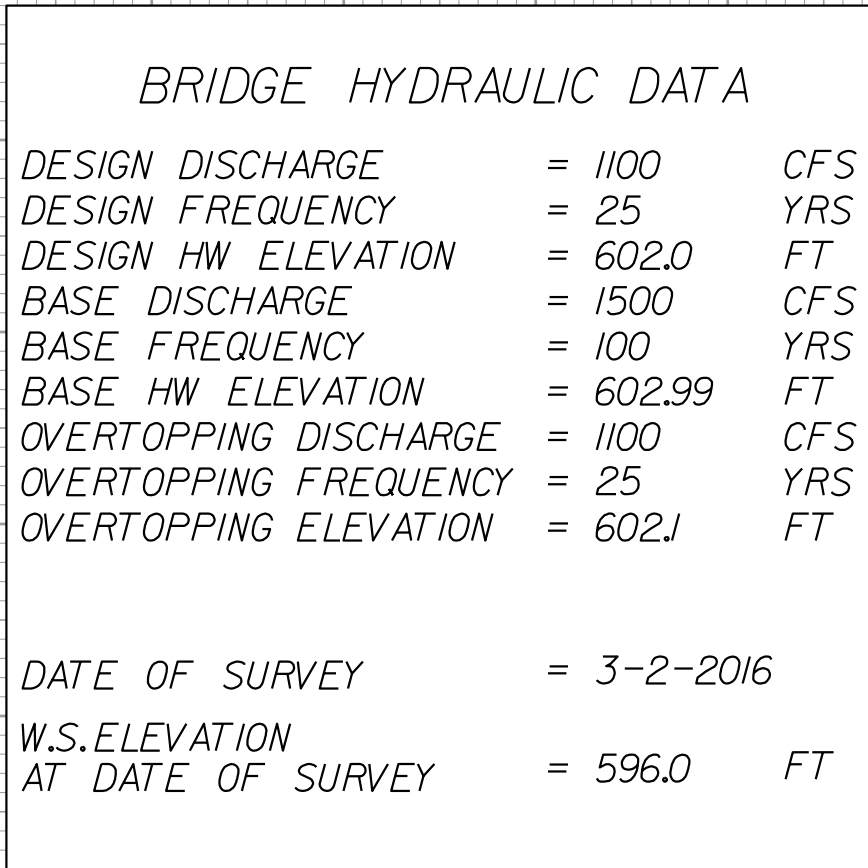 BRIDGE HYDRAULIC DATA
DESIGN DISCHARGE = 1100 CFS
DESIGN FREQUENCY = 25 YRS
DESIGN HW ELEVATION = 602.0 FT
BASE DISCHARGE = 1500 CFS
BASE FREQUENCY = 100 YRS
BASE HW ELEVATION = 602.99 FT
OVERTOPPING DISCHARGE = 1100 CFS
OVERTOPPING FREQUENCY = 25 YRS
OVERTOPPING ELEVATION = 602.1 FT
DATE OF SURVEY = 3-2-2016
W.S. ELEVATION
AT DATE OF SURVEY = 596.0 FT